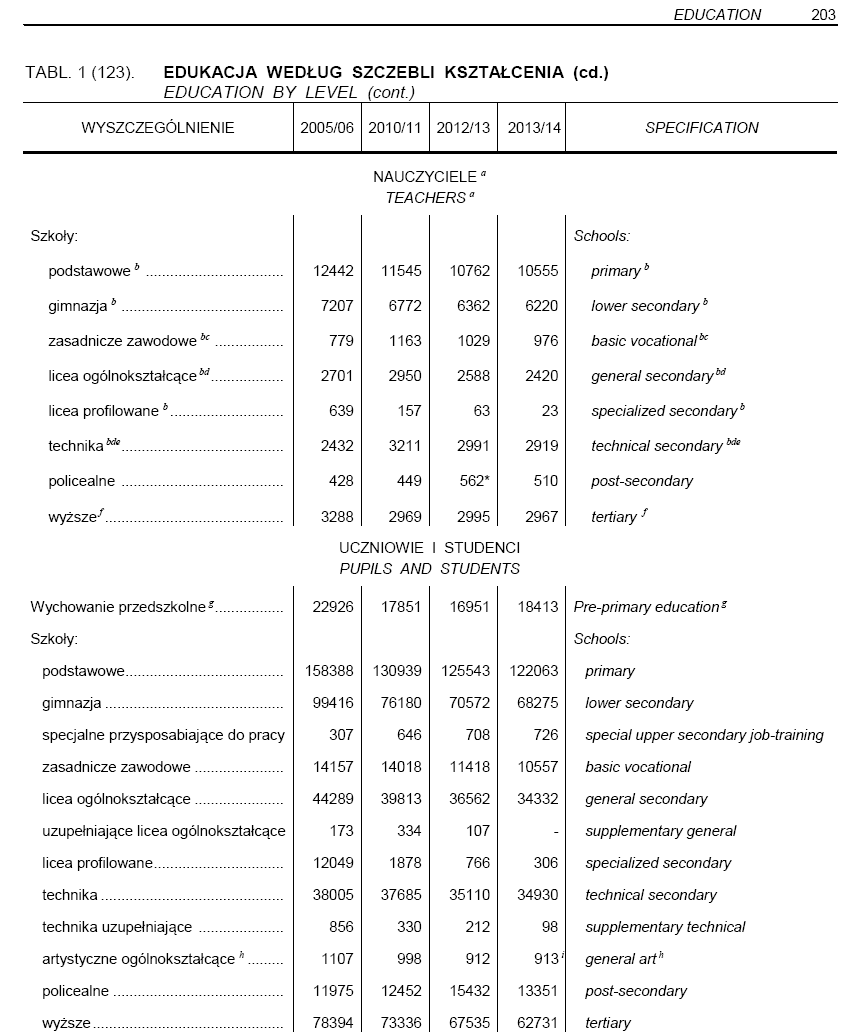 EDUCATION 203
TABL. 1 (123). EDUKACJA WEDŁUG SZCZEBLI KSZTAŁCENIA (cd.)
EDUCATION BY LEVEL (cont.)
WYSZCZEGÓLNIENIE 2005/06 2010/11 2012/13 2013/14 SPECIFICATION
NAUCZYCIELE a
TEACHERS a
Szkoły: Schools:
podstawowe b ................................. 12442 11545 10762 10555 primary b
gimnazja b ....................................... 7207 6772 6362 6220 lower secondary b
zasadnicze zawodowe bc ................. 779 1163 1029 976 basic vocational bc
licea ogólnokształcące bd .................. 2701 2950 2588 2420 general secondary bd
licea profilowane b ............................ 639 157 63 23 specialized secondary b
technika bde ....................................... 2432 3211 2991 2919 technical secondary bde
policealne ....................................... 428 449 562* 510 post-secondary
wyższe f ........................................... 3288 2969 2995 2967 tertiary f
UCZNIOWIE I STUDENCI
PUPILS AND STUDENTS
Wychowanie przedszkolne g ................. 22926 17851 16951 18413 Pre-primary education g
Szkoły: Schools:
podstawowe ...................................... 158388 130939 125543 122063 primary
gimnazja ........................................... 99416 76180 70572 68275 lower secondary
specjalne przysposabiające do pracy 307 646 708 726 special upper secondary job-training
zasadnicze zawodowe ...................... 14157 14018 11418 10557 basic vocational
licea ogólnokształcące ...................... 44289 39813 36562 34332 general secondary
uzupełniające licea ogólnokształcące 173 334 107 - supplementary general
licea profilowane ................................ 12049 1878 766 306 specialized secondary
technika ............................................ 38005 37685 35110 34930 technical secondary
technika uzupełniające ..................... 856 330 212 98 supplementary technical
artystyczne ogólnokształcące h ......... 1107 998 912 913 i general art h
policealne ......................................... 11975 12452 15432 13351 post-secondary
wyższe .............................................. 78394 73336 67535 62731 tertiary